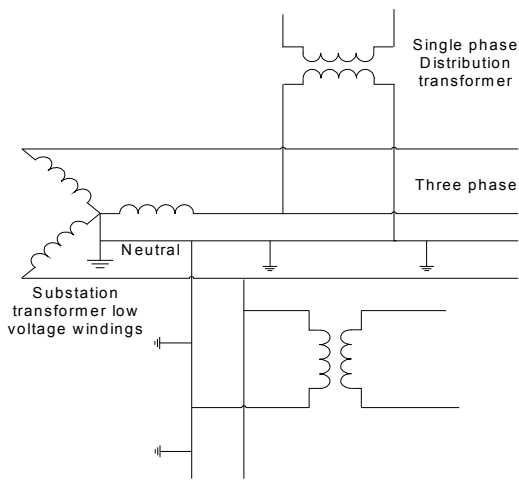 Single phase
Distribution
transformer
Three phase
Neutral
Substation
transformer low
voltage windings